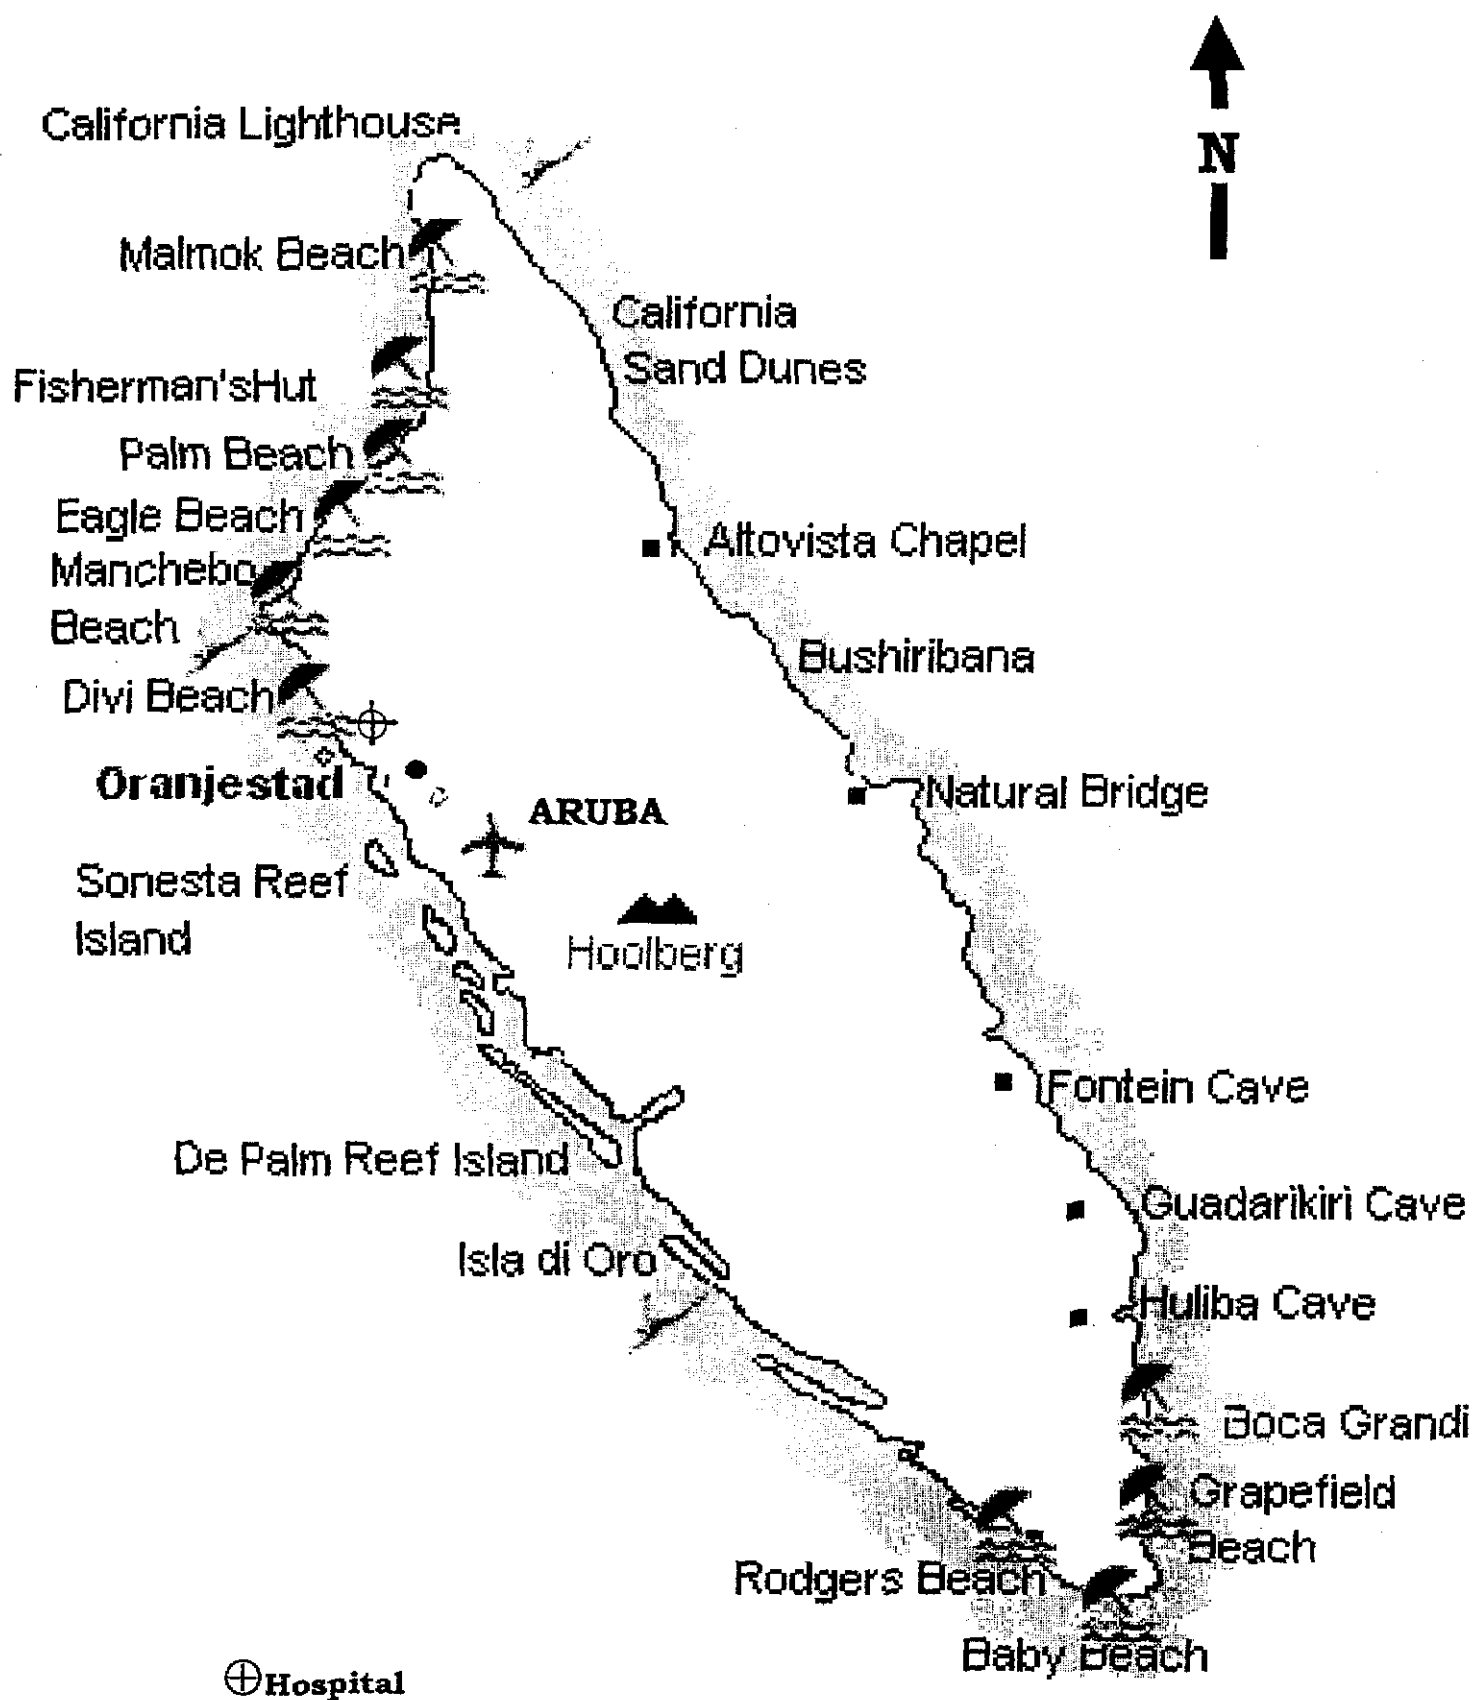 N
California Lighthouse
Malmok Beach
California
Sand Dunes
Fisherman'sHut
Palm Beach
Eagle Beach
Altovista Chapel
Manchebo
Beach
Bushiribana
Divi Beach
Oranjestad
Natural Bridge
ARUBA
Sonesta Reef
Island
Hoolberg
Fontein Cave
De Palm Reef Island
Guadarikiri Cave
Isla di Oro
Huliba Cave
Boca Grandi
Grapefield
Beach
Rodgers Beach
Baby Beach
Hospital